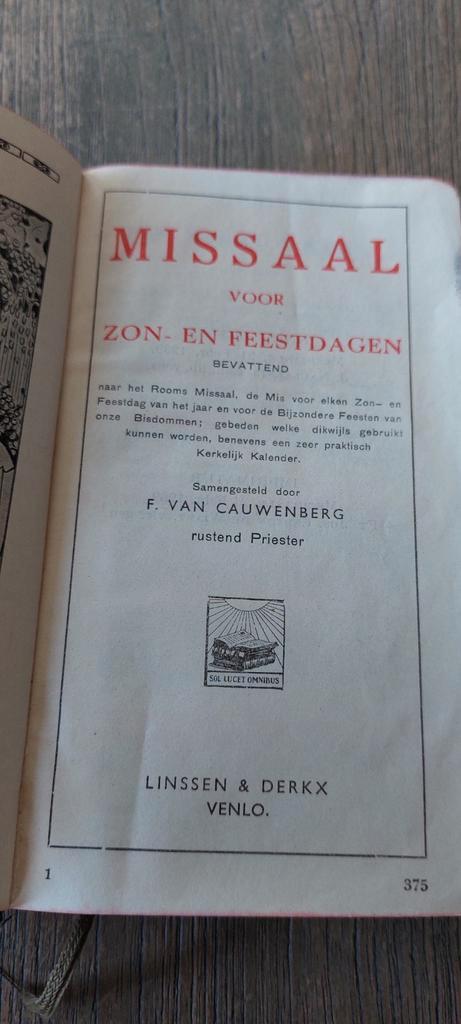 MISSAAL
VOOR
ZON- EN FEESTDAGEN
BEVATTEND
naar het Rooms Missaal, de Mis voor elken Zon- en
Feestdag van het jaar en voor de Bijzondere Feesten van
onze Bisdommen; gebeden welke dikwijls gebruikt
kunnen worden, benevens een zeer praktisch
Kerkelijk Kalender.
Samengesteld door
F. VAN CAUWENBERG
rustend Priester
SOL LUCET OMNIBUS
LINSSEN & DERKX
VENLO.
1
375